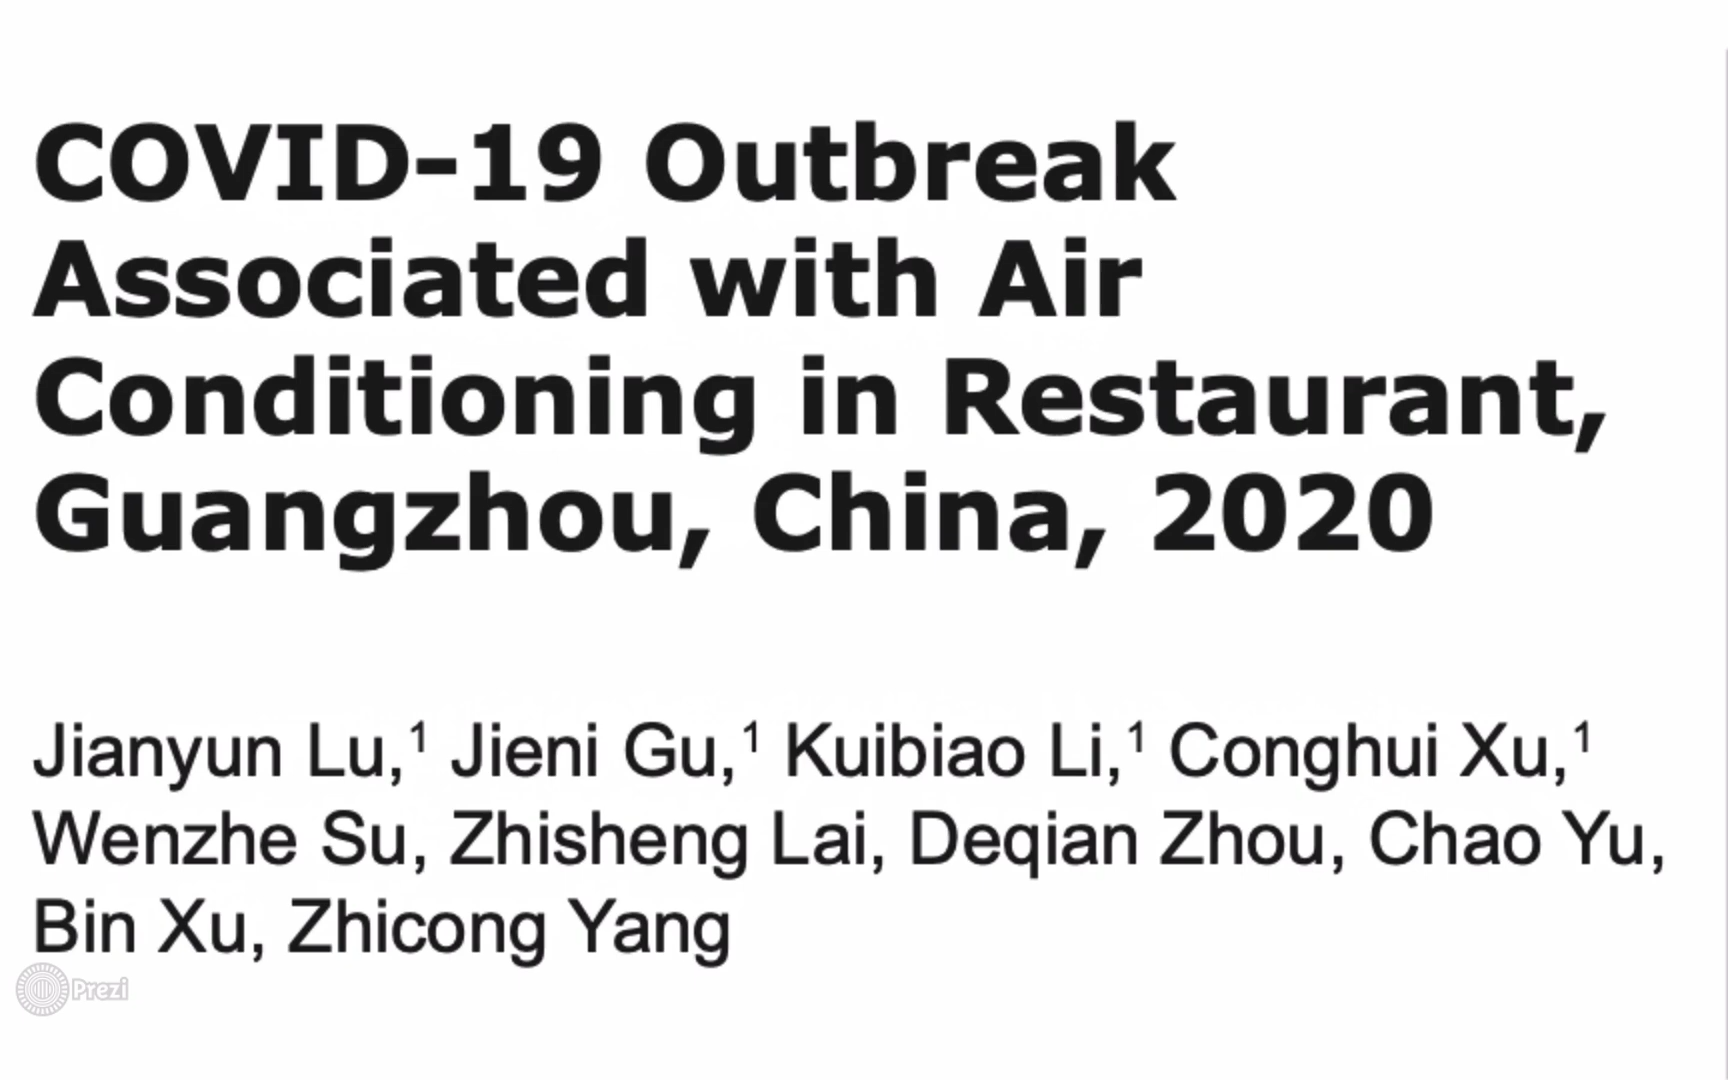 COVID-19 Outbreak
Associated with Air
Conditioning in Restaurant,
Guangzhou, China, 2020
Jianyun Lu,¹ Jieni Gu,¹ Kuibiao Li,¹ Conghui Xu,¹
Wenzhe Su, Zhisheng Lai, Deqian Zhou, Chao Yu,
Bin Xu, Zhicong Yang
Prezi